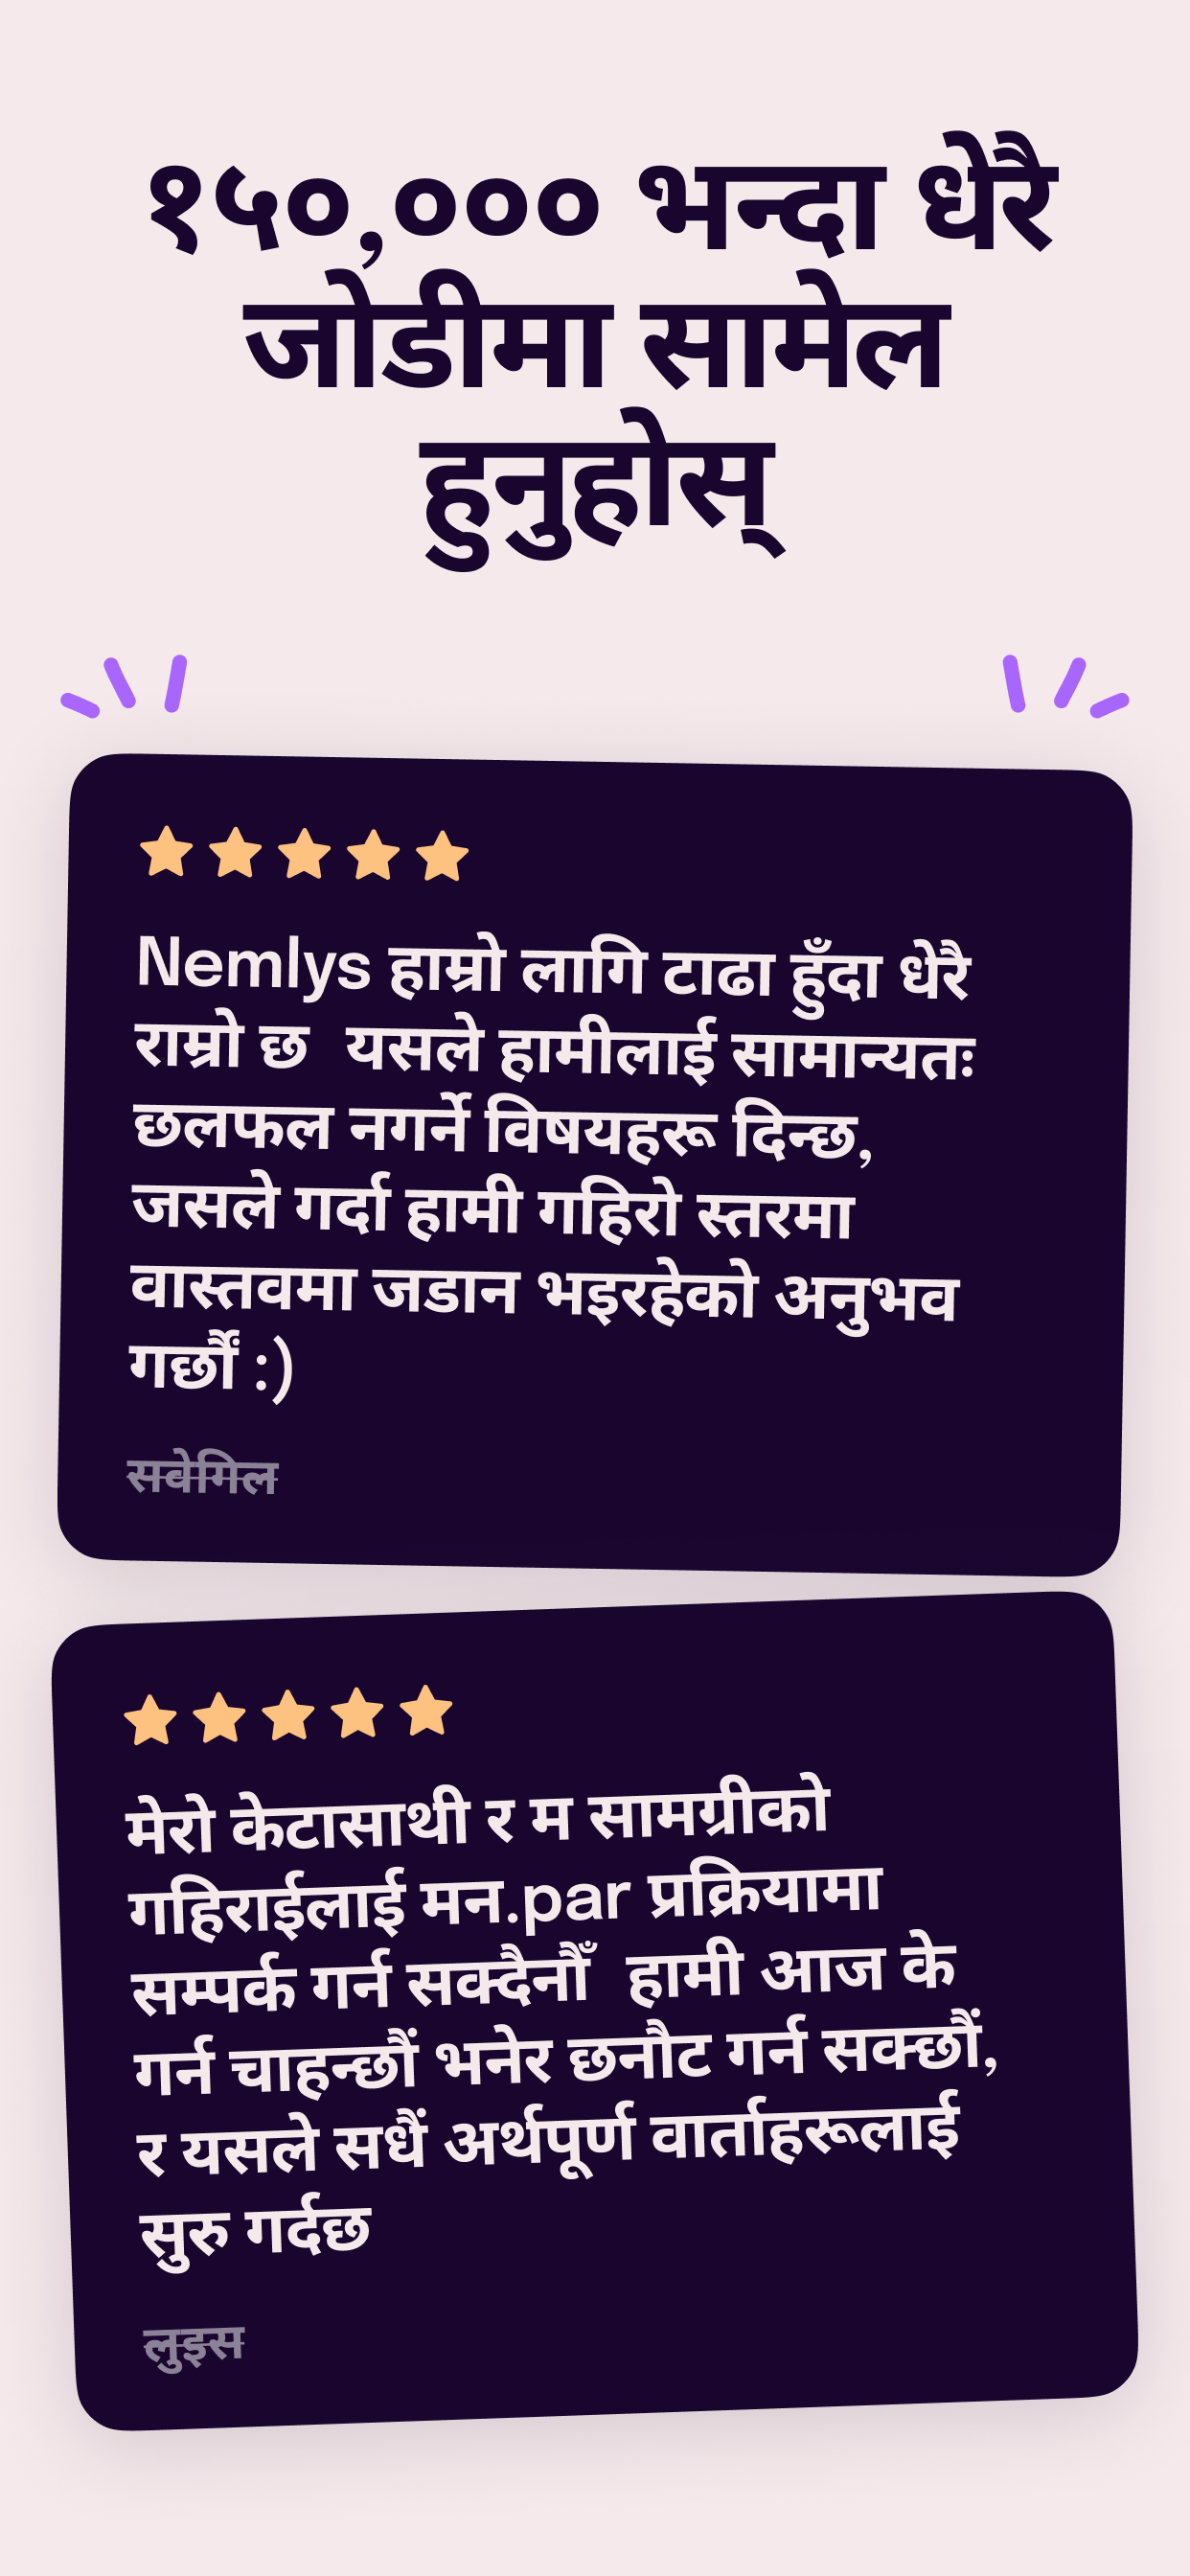 १५०,००० भन्दा धेरै
जोडीमा सामेल
हुनुहोस्
Nemlys हाम्रो लागि टाढा हुँदा धेरै
राम्रो छ  यसले हामीलाई सामान्यतः
छलफल नगर्ने विषयहरू दिन्छ,
जसले गर्दा हामी गहिरो स्तरमा
वास्तवमा जडान भइरहेको अनुभव
गर्छौं :)
सवेगिल
मेरो केटासाथी र म सामग्रीको
गहिराईलाई मन.par प्रक्रियामा
सम्पर्क गर्न सक्दैनौँ  हामी आज के
गर्न चाहन्छौं भनेर छनौट गर्न सक्छौं,
र यसले सधैं अर्थपूर्ण वार्ताहरूलाई
सुरु गर्दछ
लुइस